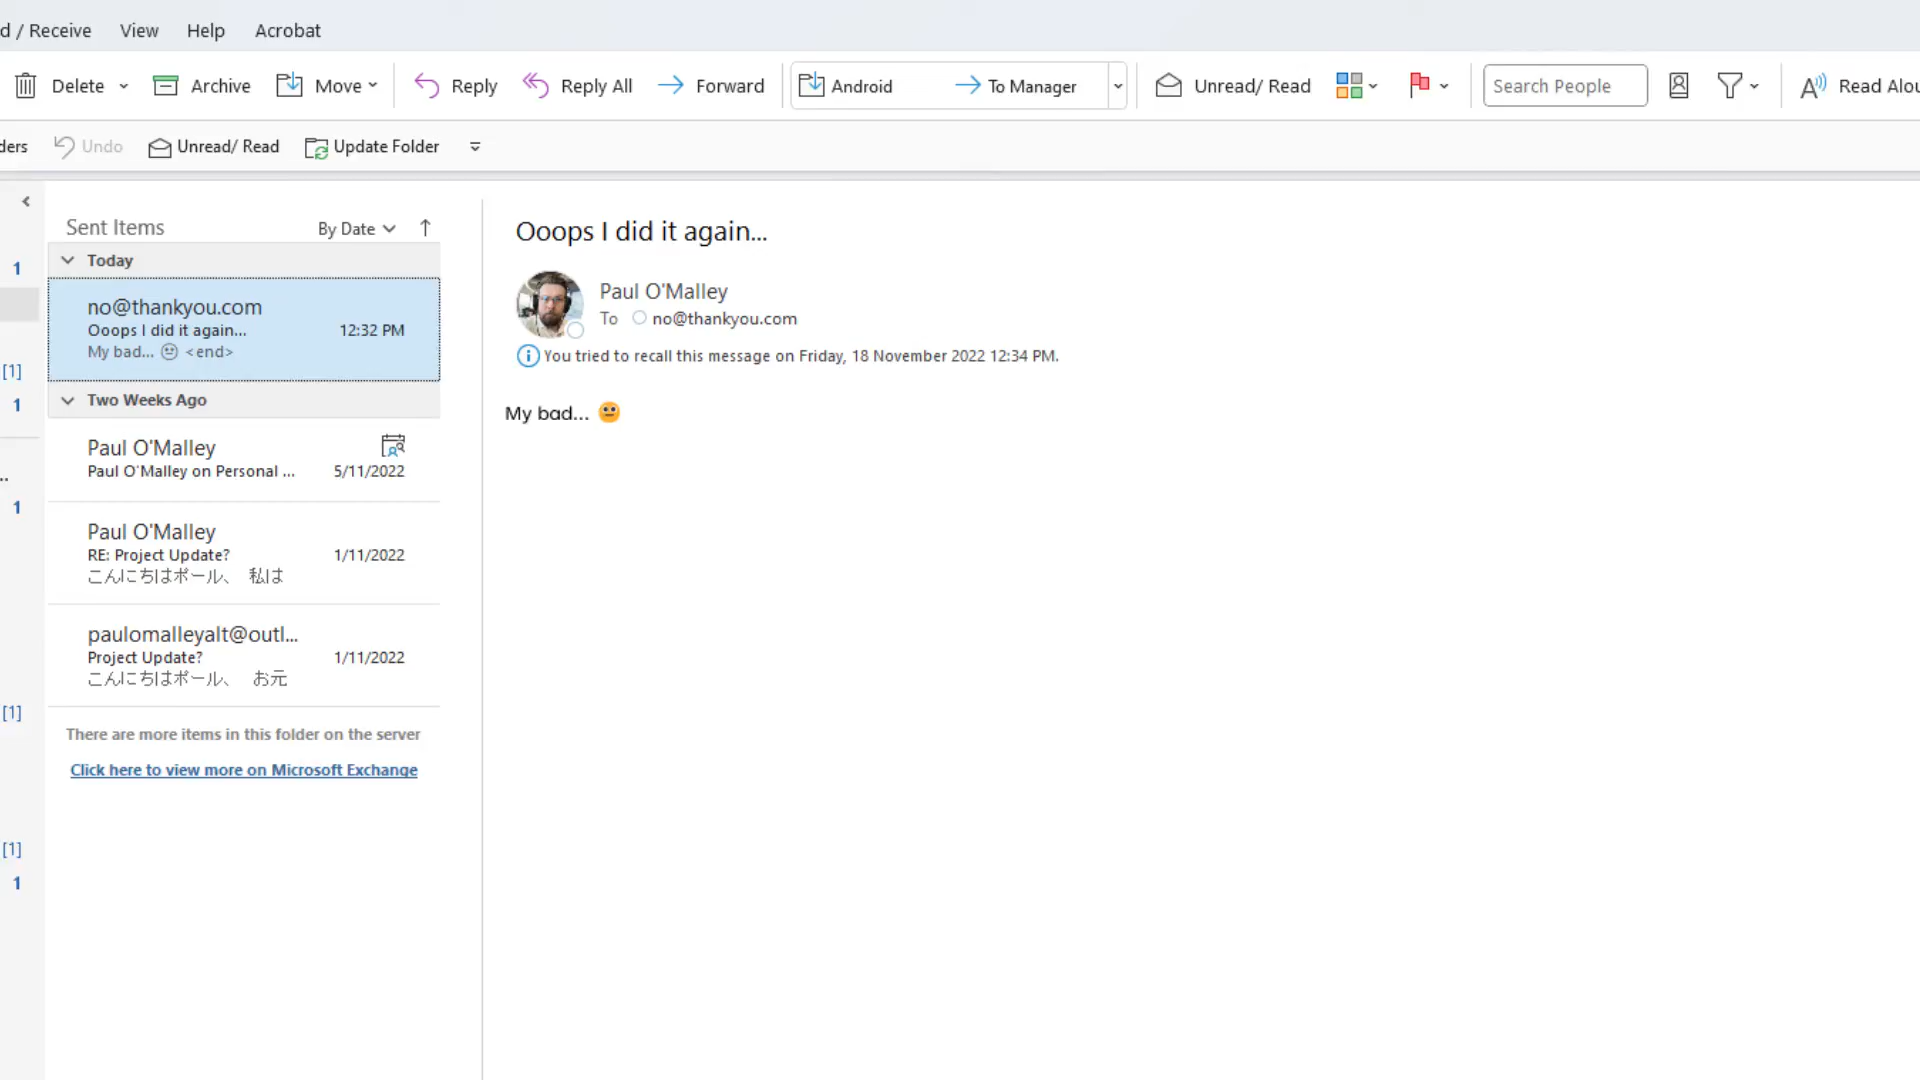 d / Receive View Help Acrobat
Delete Archive Move Reply Reply All Forward Android To Manager Unread/ Read Search People Read Alou
ders Undo Unread/ Read Update Folder
Sent Items By Date
1
Today
no@thankyou.com
Ooops I did it again... 12:32 PM
My bad... 😐 <end>
[1]
1
Two Weeks Ago
Paul O'Malley
Paul O'Malley on Personal ... 5/11/2022
..
1
Paul O'Malley
RE: Project Update? 1/11/2022
こんにちはポール、 私は
paulomalleyalt@outl...
Project Update? 1/11/2022
こんにちはポール、 お元
[1]
There are more items in this folder on the server
Click here to view more on Microsoft Exchange
[1]
1
Ooops I did it again...
Paul O'Malley
To no@thankyou.com
You tried to recall this message on Friday, 18 November 2022 12:34 PM.
My bad... 😐